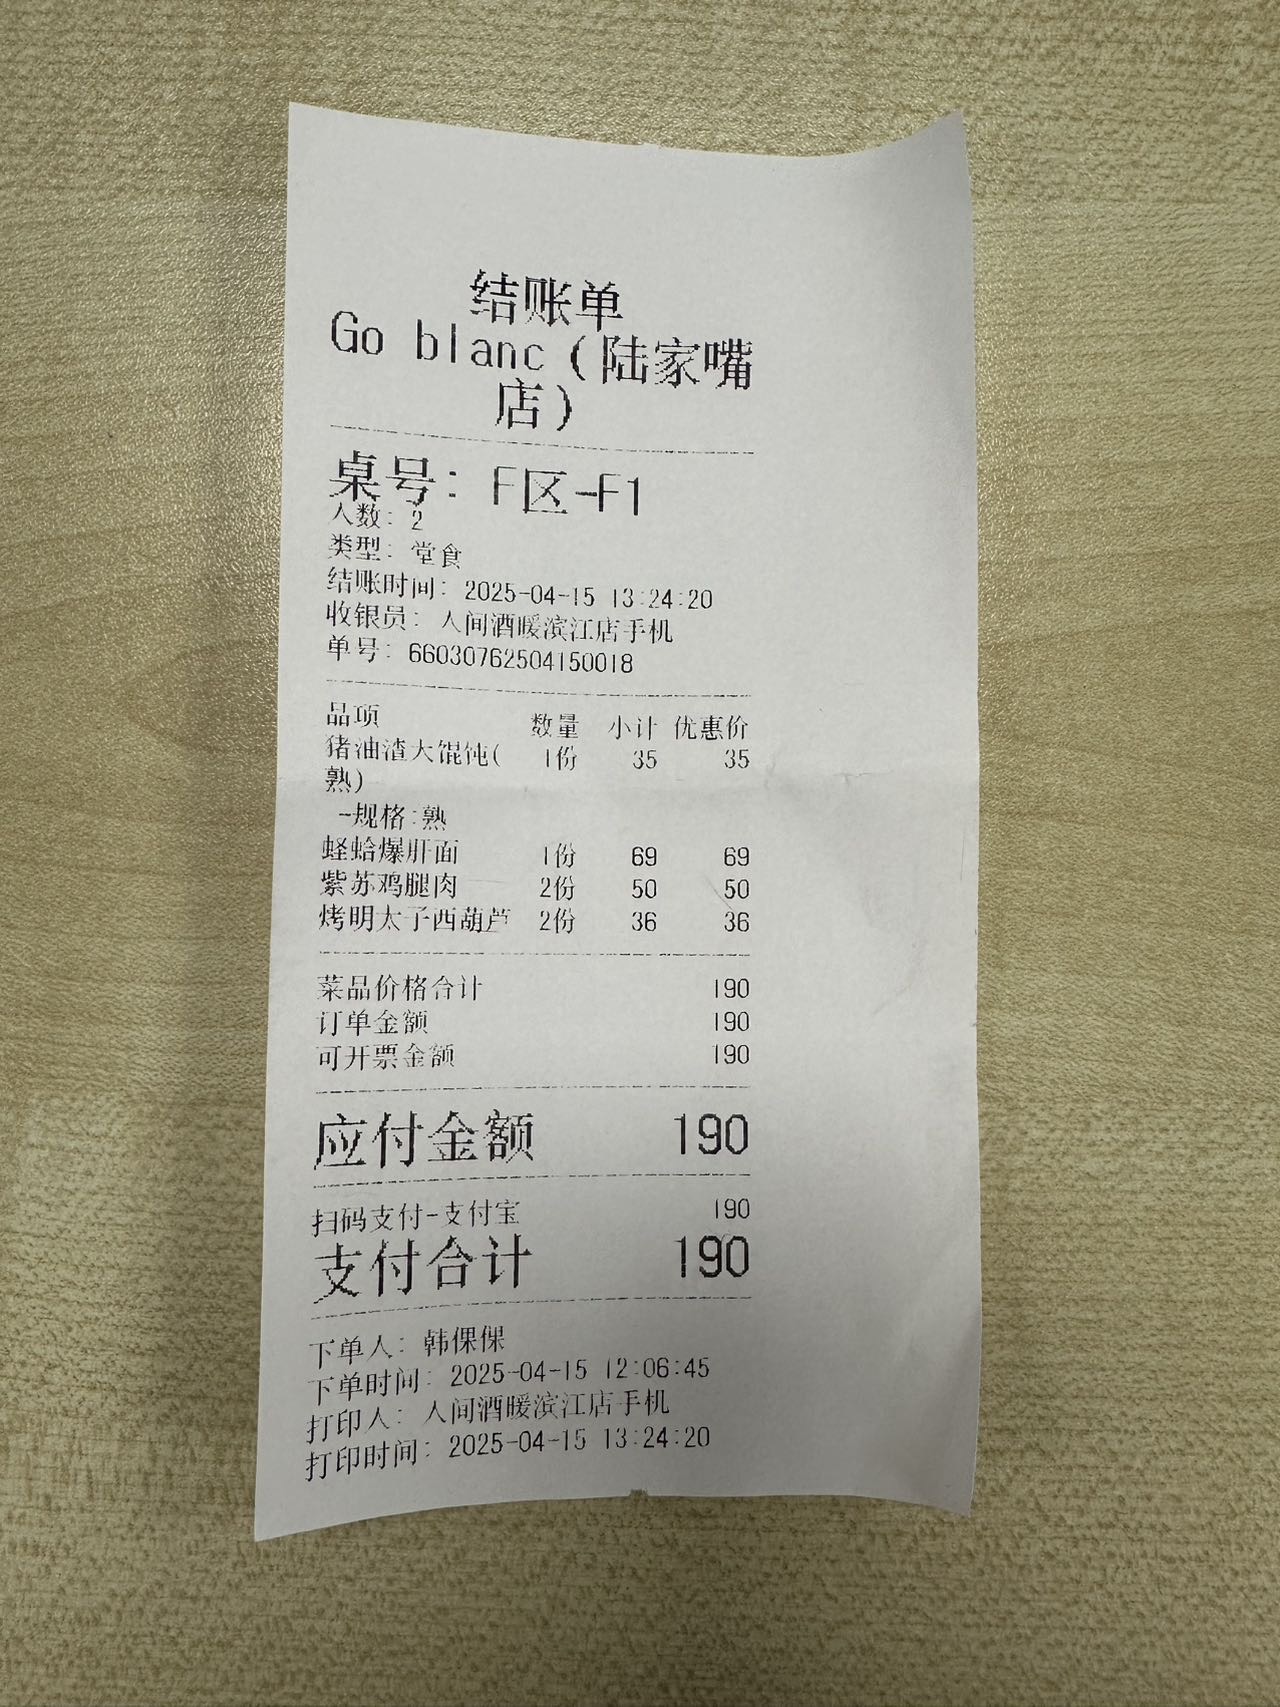 结账单
Go blanc(陆家嘴
店)
桌号: F区-F1
人数: 2
类型: 堂食
结账时间: 2025-04-15 13:24:20
收银员: 人间酒暖滨江店手机
单号: 66030762504150018
品项 数量 小计 优惠价
猪油渣大馄饨( 1份 35 35
熟)
-规格:熟
蛏蛤爆肝面 1份 69 69
紫苏鸡腿肉 2份 50 50
烤明太子西葫芦 2份 36 36
菜品价格合计 190
订单金额 190
可开票金额 190
应付金额 190
扫码支付-支付宝 190
支付合计 190
下单人: 韩倮倮
下单时间: 2025-04-15 12:06:45
打印人: 人间酒暖滨江店手机
打印时间: 2025-04-15 13:24:20